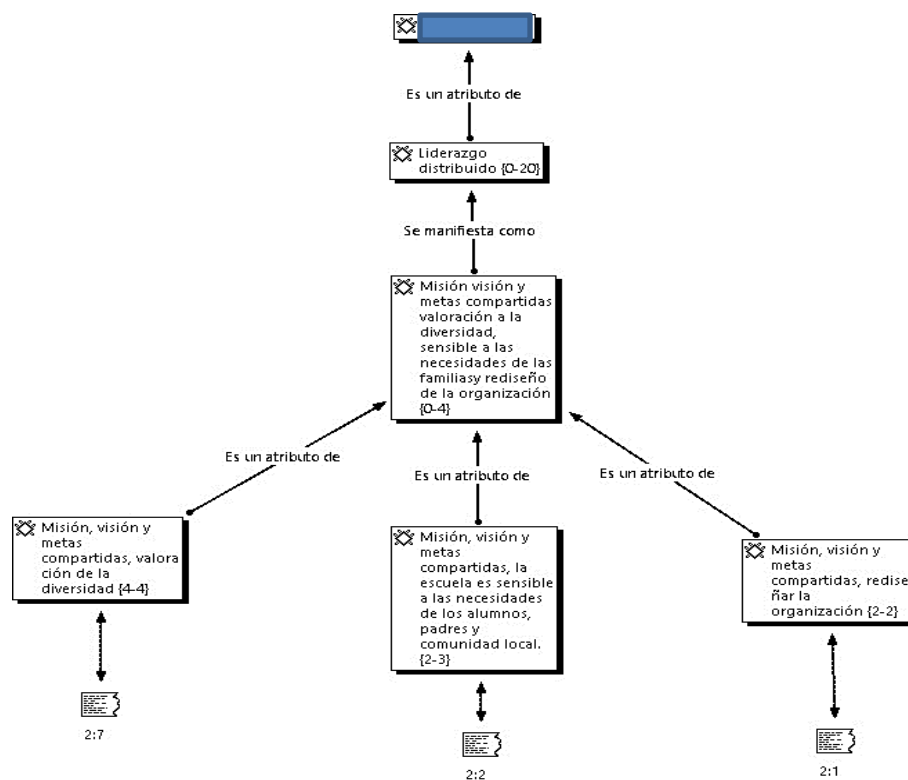 Es un atributo de
Liderazgo
distribuido {0-20}
Se manifiesta como
Misión visión y
metas compartidas
valoración a la
diversidad,
sensible a las
necesidades de las
familiasy rediseño
de la organización
{0-4}
Es un atributo de
Es un atributo de
Es un atributo de
Misión, visión y
metas
compartidas, valora
ción de la
diversidad {4-4}
Misión, visión y
metas
compartidas, la
escuela es sensible
a las necesidades
de los alumnos,
padres y
comunidad local.
{2-3}
Misión, visión y
metas
compartidas, redise
ñar la
organización {2-2}
2:7
2:2
2:1